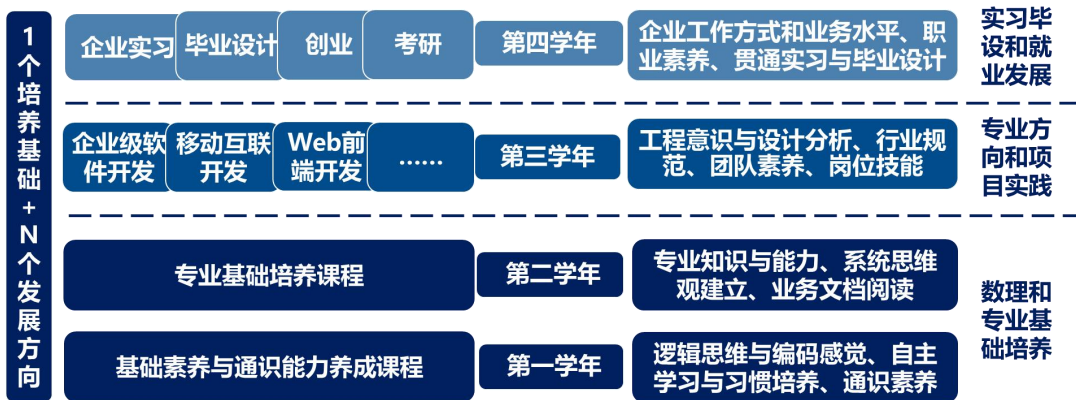 1个培养基础+N个发展方向
企业实习
毕业设计
创业
考研
第四学年
企业工作方式和业务水平、职
业素养、贯通实习与毕业设计
实习毕
设和就
业发展
企业级软
件开发
移动互联
开发
Web前
端开发
......
第三学年
工程意识与设计分析、行业规
范、团队素养、岗位技能
专业方
向和项
目实践
专业基础培养课程
第二学年
专业知识与能力、系统思维
观建立、业务文档阅读
基础素养与通识能力养成课程
第一学年
逻辑思维与编码感觉、自主
学习与习惯培养、通识素养
数理和
专业基
础培养